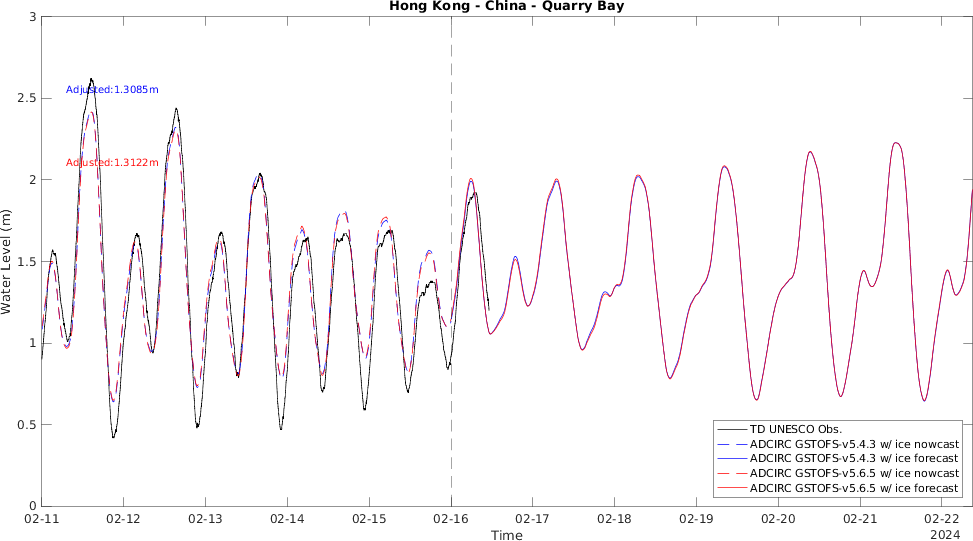 Hong Kong - China - Quarry Bay
Water Level (m)
3
2.5
2
1.5
1
0.5
0
Adjusted:1.3085m
Adjusted:1.3122m
TD UNESCO Obs.
ADCIRC GSTOFS-v5.4.3 w/ ice nowcast
ADCIRC GSTOFS-v5.4.3 w/ ice forecast
ADCIRC GSTOFS-v5.6.5 w/ ice nowcast
ADCIRC GSTOFS-v5.6.5 w/ ice forecast
02-11 02-12 02-13 02-14 02-15 02-16 02-17 02-18 02-19 02-20 02-21 02-22
2024
Time